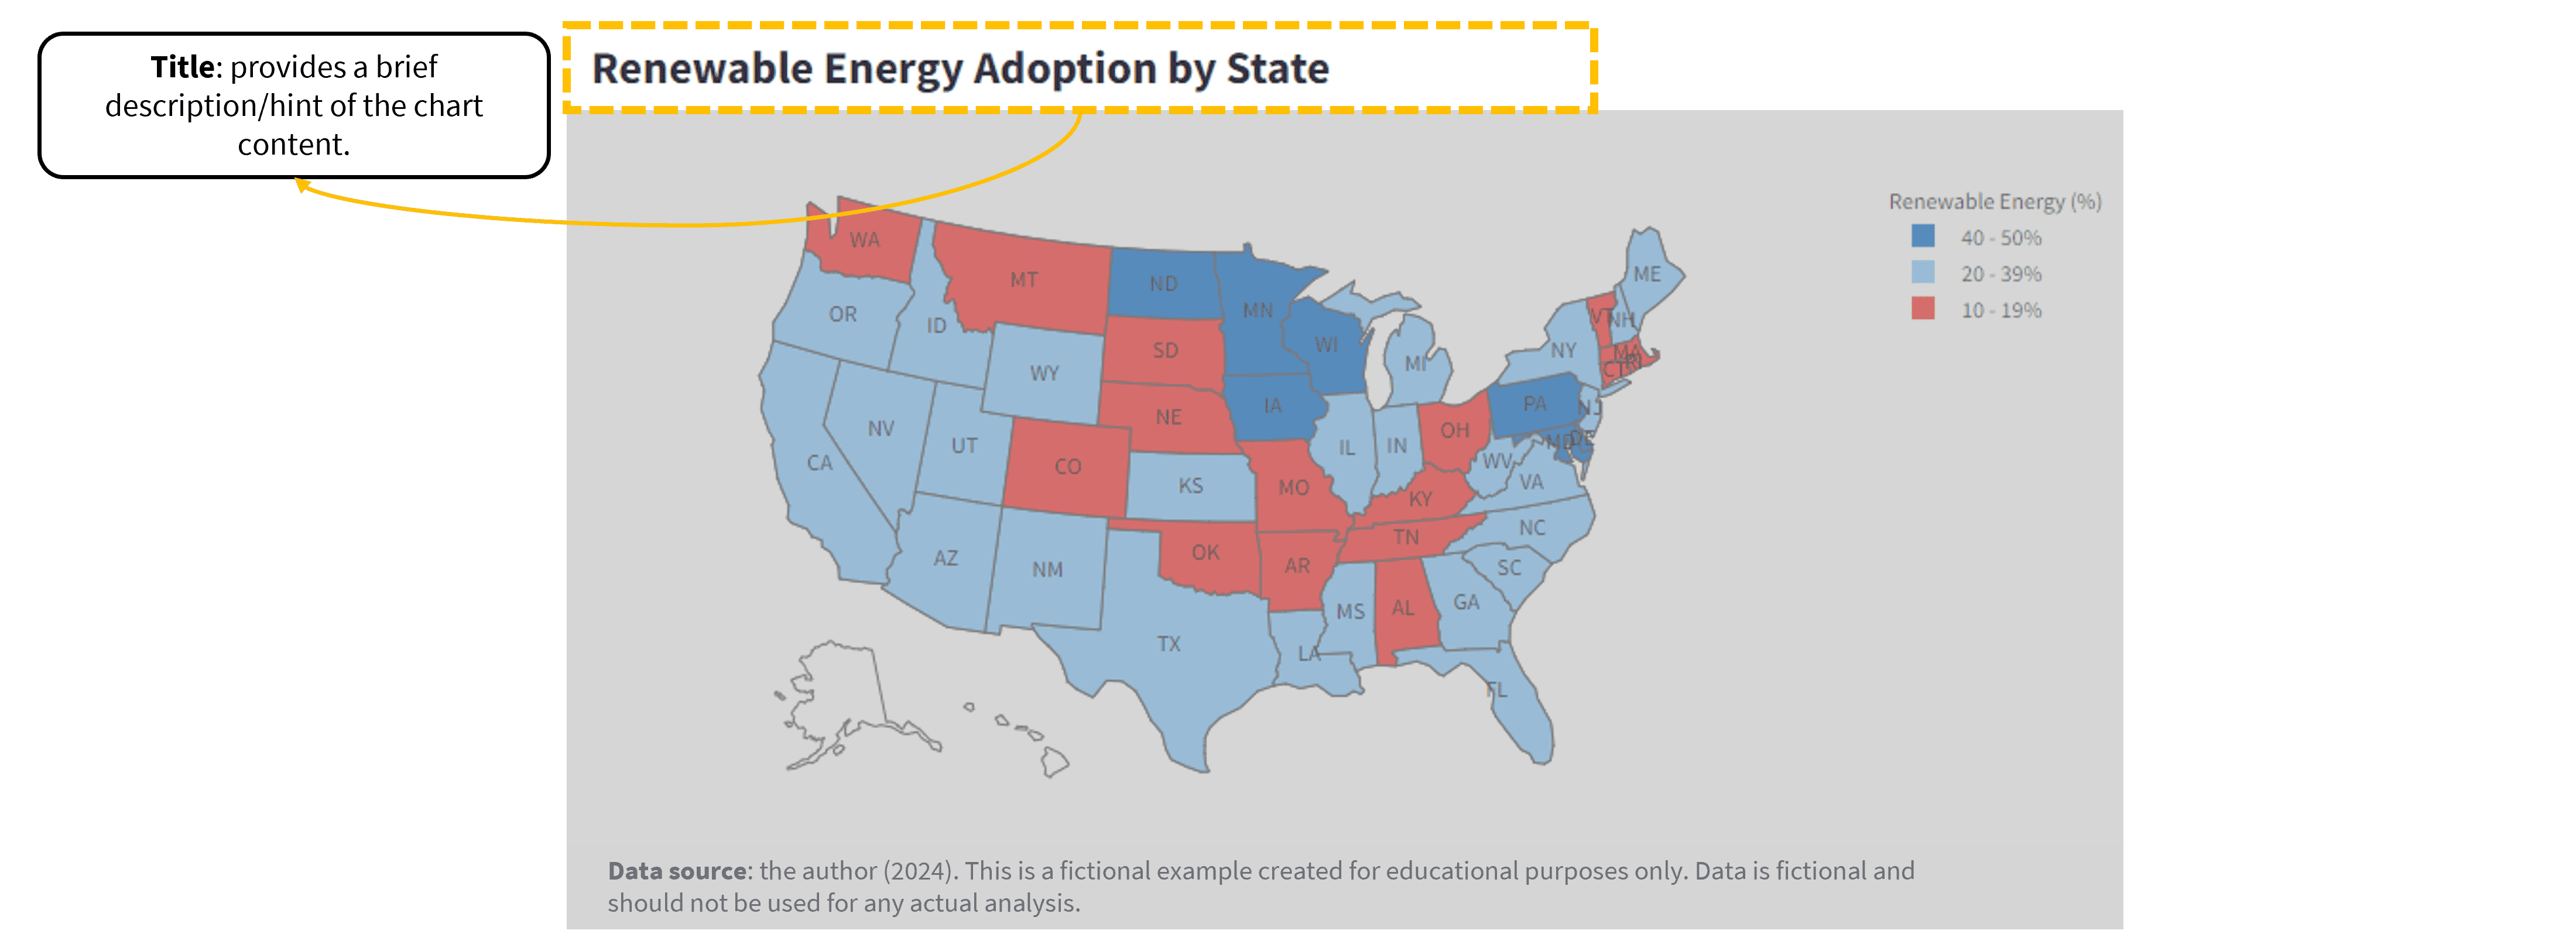 Title: provides a brief
description/hint of the chart
content.
Renewable Energy Adoption by State
Renewable Energy (%)
40 - 50%
20 - 39%
10 - 19%
WA
MT
ND
MN
ME
OR
ID
SD
WI
VT
NH
WY
MI
NY
MA
CT
RI
NE
IA
PA
NJ
NV
UT
CO
IL
IN
OH
MD
DE
CA
KS
MO
WV
VA
KY
NC
TN
AZ
NM
OK
AR
SC
MS
AL
GA
TX
LA
FL
Data source: the author (2024). This is a fictional example created for educational purposes only. Data is fictional and
should not be used for any actual analysis.